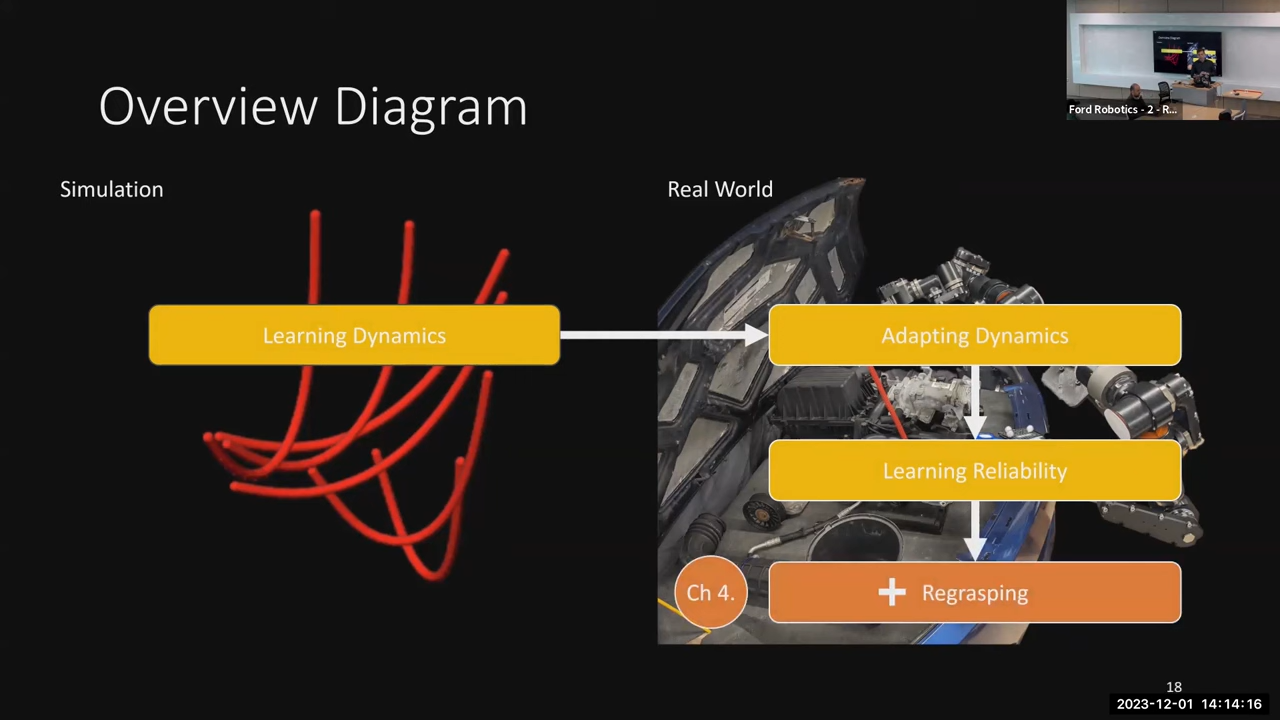 Overview Diagram
Ford Robotics - 2 - R...
Simulation
Real World
Learning Dynamics
Adapting Dynamics
Learning Reliability
Ch 4.
+ Regrasping
18
2023-12-01 14:14:16